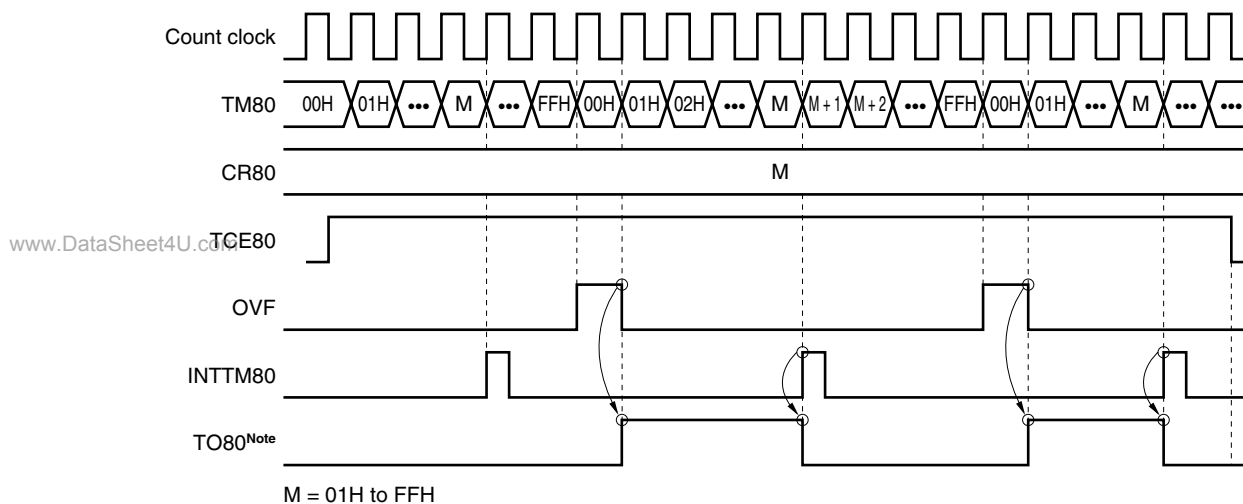 Count clock
TM80 00H 01H ••• M ••• FFH 00H 01H 02H ••• M M + 1 M + 2 ••• FFH 00H 01H ••• M ••• •••
CR80 M
www.DataSheet4U.com TCE80
OVF
INTTM80
TO80Note
M = 01H to FFH